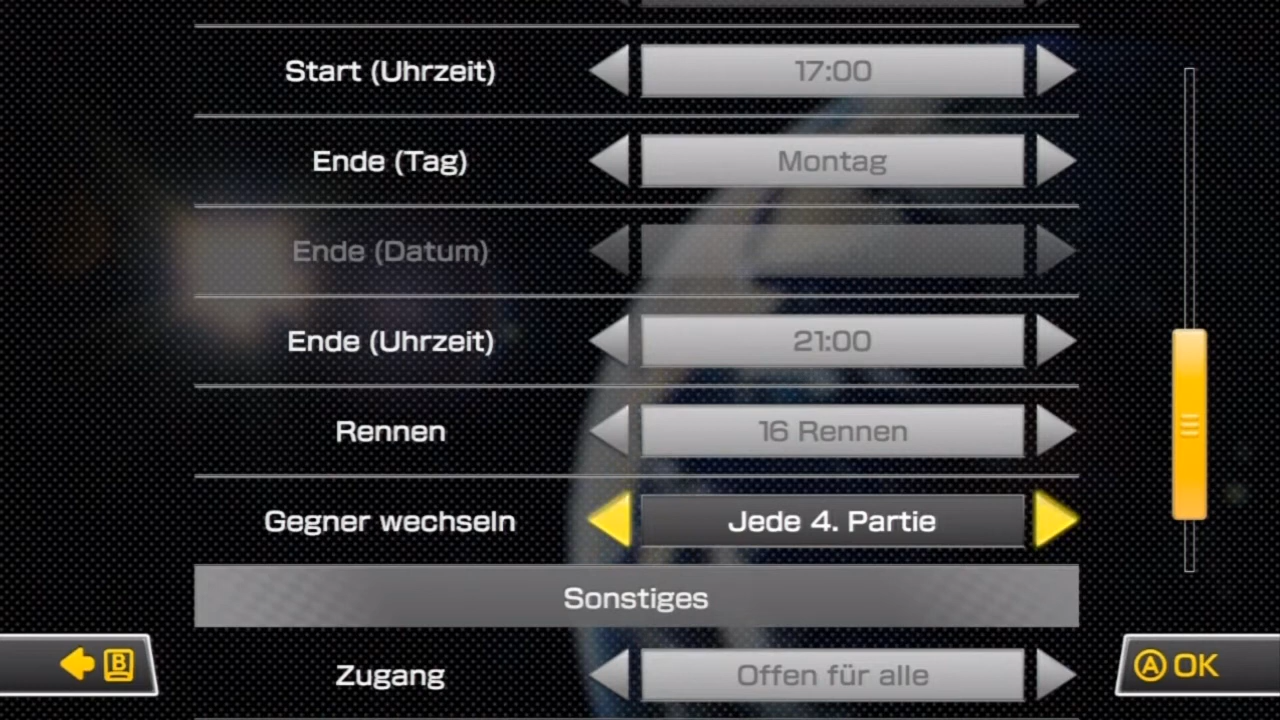 Start (Uhrzeit) 17:00
Ende (Tag) Montag
Ende (Datum)
Ende (Uhrzeit) 21:00
Rennen 16 Rennen
Gegner wechseln Jede 4. Partie
Sonstiges
Zugang Offen für alle
B
A OK